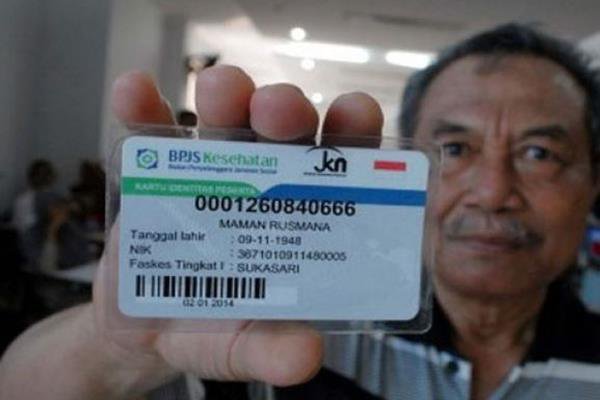 BPJS Kesehatan
Badan Penyelenggara Jaminan Sosial
jkn
KARTU IDENTITAS PESERTA
0001260840666
MAMAN RUSMANA
Tanggal lahir : 09-11-1948
NIK : 3671010911480005
Faskes Tingkat I : SUKASARI
02 01 2014